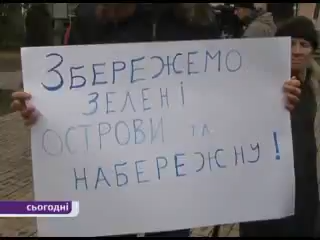 ЗБЕРЕЖЕМО
ЗЕЛЕНІ
ОСТРОВИ ТА
НАБЕРЕЖНУ!
сьогодні